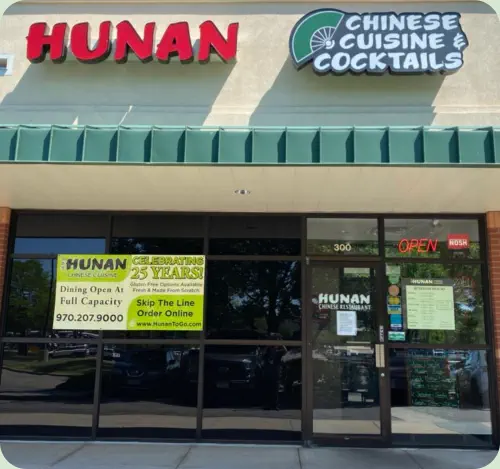 HUNAN
CHINESE
CUISINE &
COCKTAILS
300
OPEN
NOSH
HUNAN
CHINESE CUISINE
Dining Open At
Full Capacity
970.207.9000
CELEBRATING
25 YEARS!
Gluten Free Options Available
Fresh & Made From Scratch!
Skip The Line
Order Online
www.HunanToGo.com
HUNAN
CHINESE RESTAURANT
HUNAN